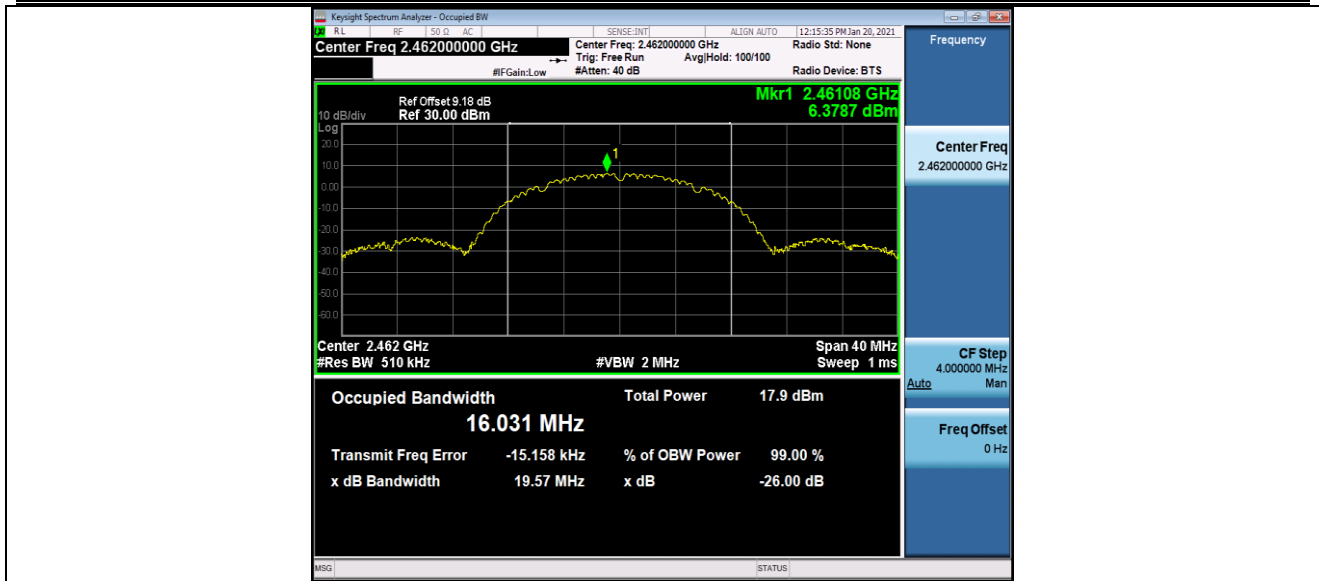 Keysight Spectrum Analyzer - Occupied BW
RL RF 50 Ω AC SENSE:INT ALIGN AUTO 12:15:35 PM Jan 20, 2021
Center Freq 2.462000000 GHz Center Freq: 2.462000000 GHz Radio Std: None
Trig: Free Run Avg|Hold: 100/100
#IFGain:Low #Atten: 40 dB Radio Device: BTS
Frequency
Mkr1 2.46108 GHz
6.3787 dBm
Ref Offset 9.18 dB
10 dB/div Ref 30.00 dBm
Log
20.0
10.0
0.00
-10.0
-20.0
-30.0
-40.0
-50.0
-60.0
1
Center 2.462 GHz Span 40 MHz
#Res BW 510 kHz #VBW 2 MHz Sweep 1 ms
Center Freq
2.462000000 GHz
CF Step
4.000000 MHz
Auto Man
Freq Offset
0 Hz
Occupied Bandwidth Total Power 17.9 dBm
16.031 MHz
Transmit Freq Error -15.158 kHz % of OBW Power 99.00 %
x dB Bandwidth 19.57 MHz x dB -26.00 dB
MSG STATUS